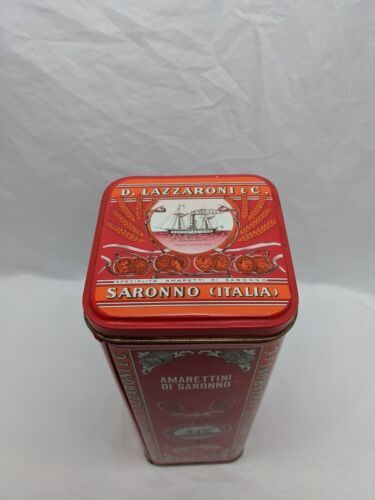 D. LAZZARONI & C.
SPECIALITÀ AMARETTI DI SARONNO
SARONNO (ITALIA)
AMARETTINI
DI SARONNO